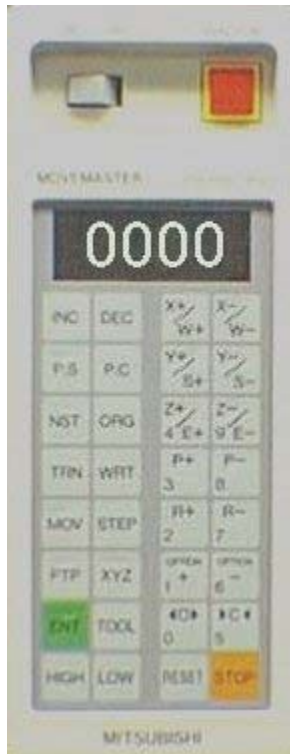 MOVEMASTER
0000
INC DEC X+/W+ X-/W-
P.S P.C Y+/S+ Y-/S-
NST ORG Z+/4 E+ Z-/9 E-
TRN WRT P+ 3 P- 8
MOV STEP R+ 2 R- 7
PTP XYZ OPTION 1 + OPTION 6 -
ENT TOOL ◄O► 0 ►C◄ 5
HIGH LOW RESET STOP
MITSUBISHI